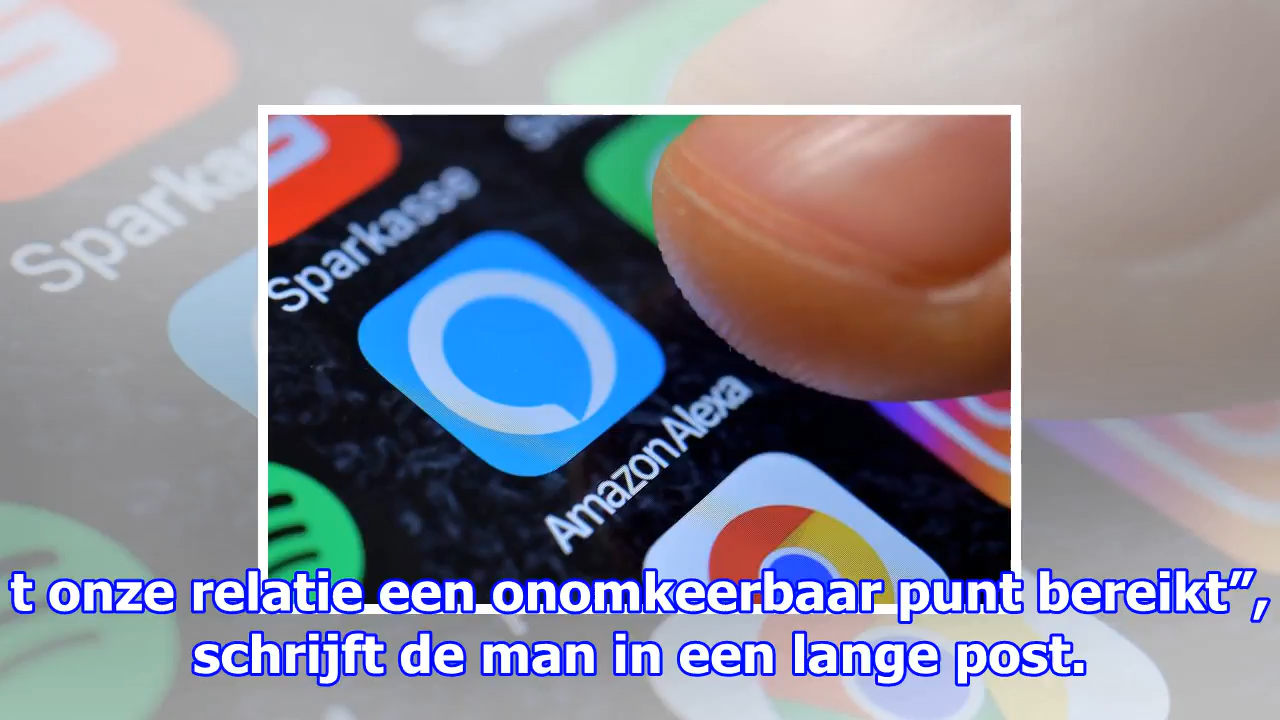 Sparkasse
Sparkasse
Amazon Alexa
t onze relatie een onomkeerbaar punt bereikt”,
schrijft de man in een lange post.